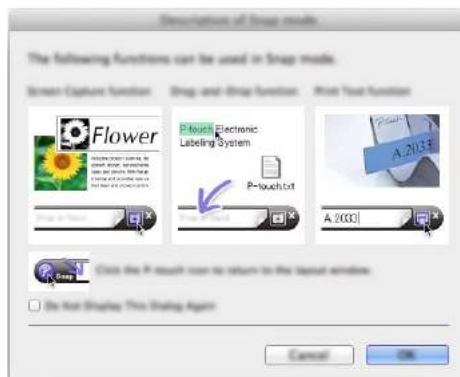 Description of Snap mode
The following functions can be used in Snap mode.
Screen Capture function
Drag-and-Drop function
Print Text function
Flower
P-touch Electronic
Labeling System
P-touch.txt
A.2033
A.2033
Snap
Click the P-touch icon to return to the layout window.
Do Not Display This Dialog Again
Cancel
OK